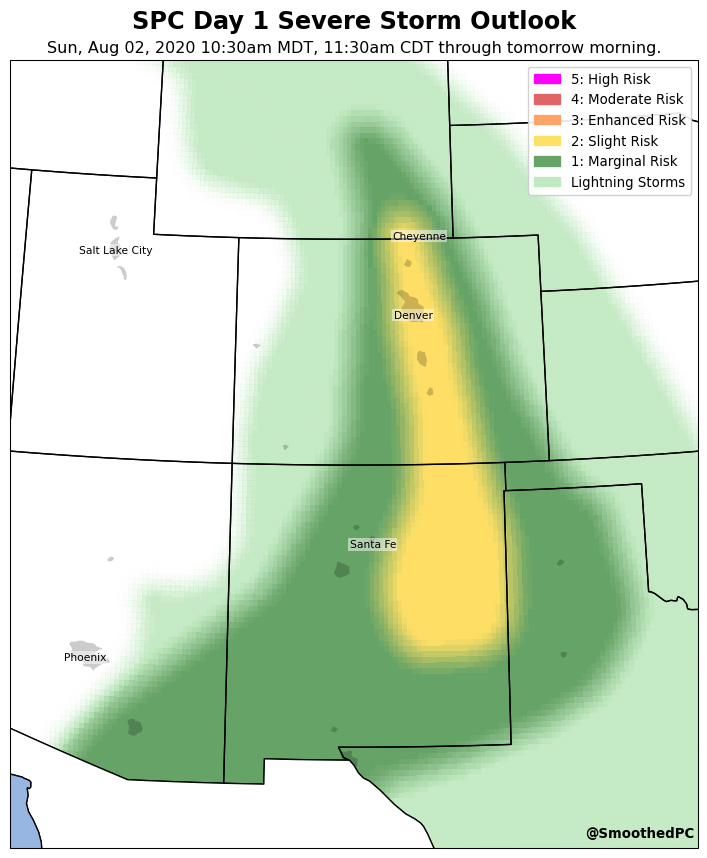 SPC Day 1 Severe Storm Outlook
Sun, Aug 02, 2020 10:30am MDT, 11:30am CDT through tomorrow morning.
5: High Risk
4: Moderate Risk
3: Enhanced Risk
2: Slight Risk
1: Marginal Risk
Lightning Storms
Cheyenne
Salt Lake City
Denver
Santa Fe
Phoenix
@SmoothedPC